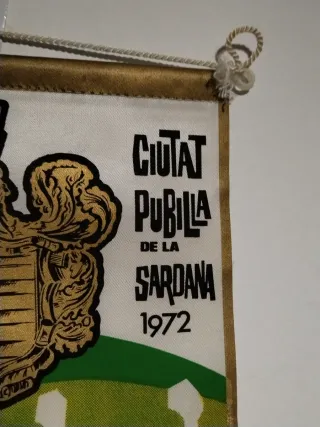 CIUTAT
PUBILLA
DE LA
SARDANA
1972